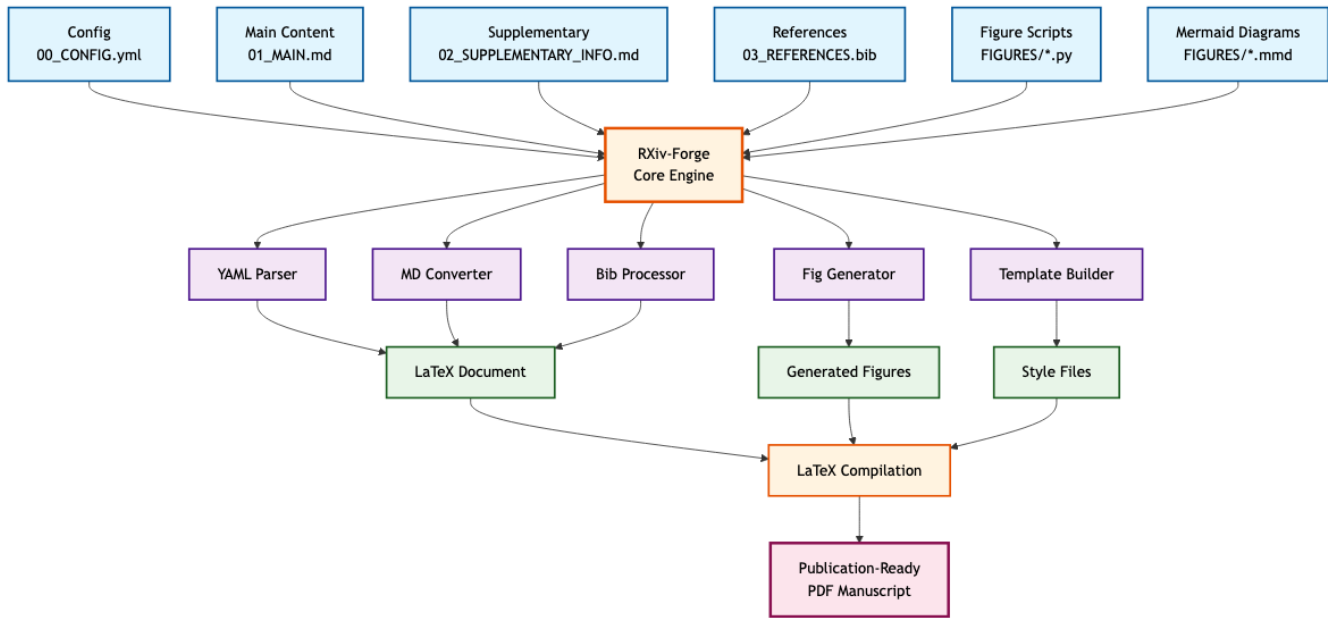 Config
00_CONFIG.yml
Main Content
01_MAIN.md
Supplementary
02_SUPPLEMENTARY_INFO.md
References
03_REFERENCES.bib
Figure Scripts
FIGURES/*.py
Mermaid Diagrams
FIGURES/*.mmd
RXiv-Forge
Core Engine
YAML Parser
MD Converter
Bib Processor
Fig Generator
Template Builder
LaTeX Document
Generated Figures
Style Files
LaTeX Compilation
Publication-Ready
PDF Manuscript